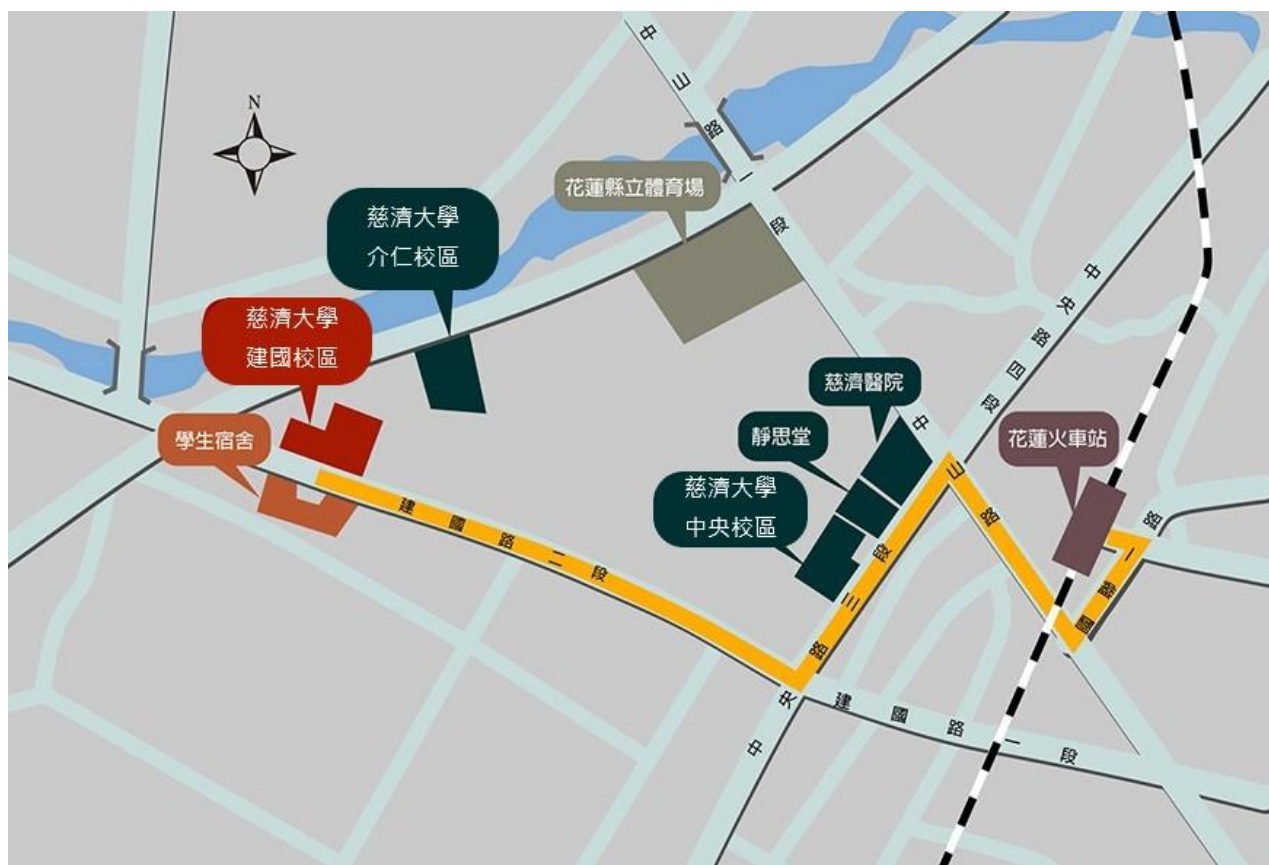 N
中山路一段
花蓮縣立體育場
慈濟大學
介仁校區
慈濟大學
建國校區
學生宿舍
中央路四段
慈濟醫院
靜思堂
慈濟大學
中央校區
花蓮火車站
中山路
國聯一路
建國路二段
中央路三段
建國路一段